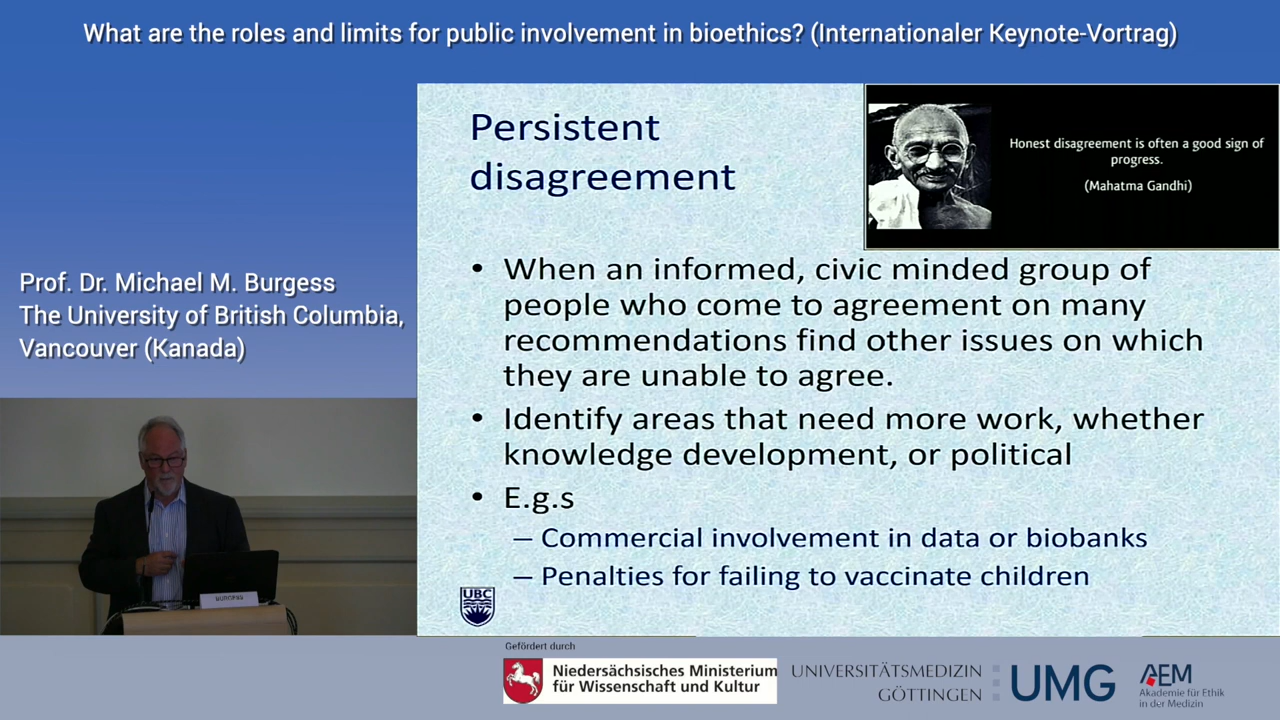 What are the roles and limits for public involvement in bioethics? (Internationaler Keynote-Vortrag)
Prof. Dr. Michael M. Burgess
The University of British Columbia,
Vancouver (Kanada)
Persistent
disagreement
Honest disagreement is often a good sign of
progress.
(Mahatma Gandhi)
• When an informed, civic minded group of
people who come to agreement on many
recommendations find other issues on which
they are unable to agree.
• Identify areas that need more work, whether
knowledge development, or political
• E.g.s
– Commercial involvement in data or biobanks
– Penalties for failing to vaccinate children
UBC
BURGESS
Gefördert durch
Niedersächsisches Ministerium
für Wissenschaft und Kultur
UNIVERSITÄTSMEDIZIN
GÖTTINGEN
UMG
AEM
Akademie für Ethik
in der Medizin